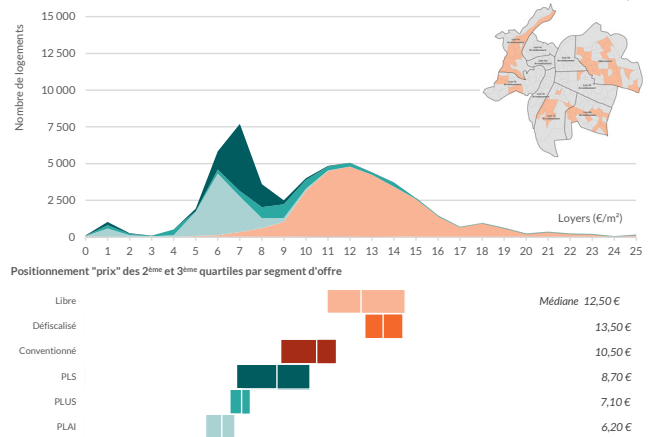 Nombre de logements
15 000
12 500
10 000
7 500
5 000
2 500
0
Loyers (€/m²)
0 1 2 3 4 5 6 7 8 9 10 11 12 13 14 15 16 17 18 19 20 21 22 23 24 25
Positionnement "prix" des 2ème et 3ème quartiles par segment d'offre
Libre Médiane 12,50 €
Défiscalisé 13,50 €
Conventionné 10,50 €
PLS 8,70 €
PLUS 7,10 €
PLAI 6,20 €